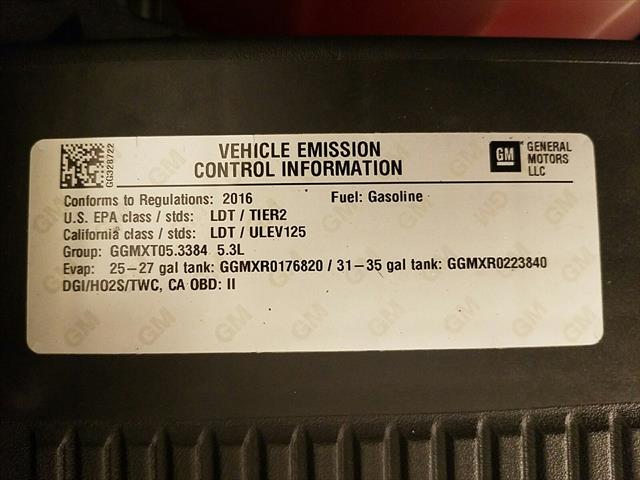 GG328722
VEHICLE EMISSION
CONTROL INFORMATION
GM GENERAL
MOTORS
LLC
Conforms to Regulations: 2016 Fuel: Gasoline
U.S. EPA class / stds: LDT / TIER2
California class / stds: LDT / ULEV125
Group: GGMXT05.3384 5.3L
Evap: 25-27 gal tank: GGMXR0176820 / 31-35 gal tank: GGMXR0223840
DGI/HO2S/TWC, CA OBD: II